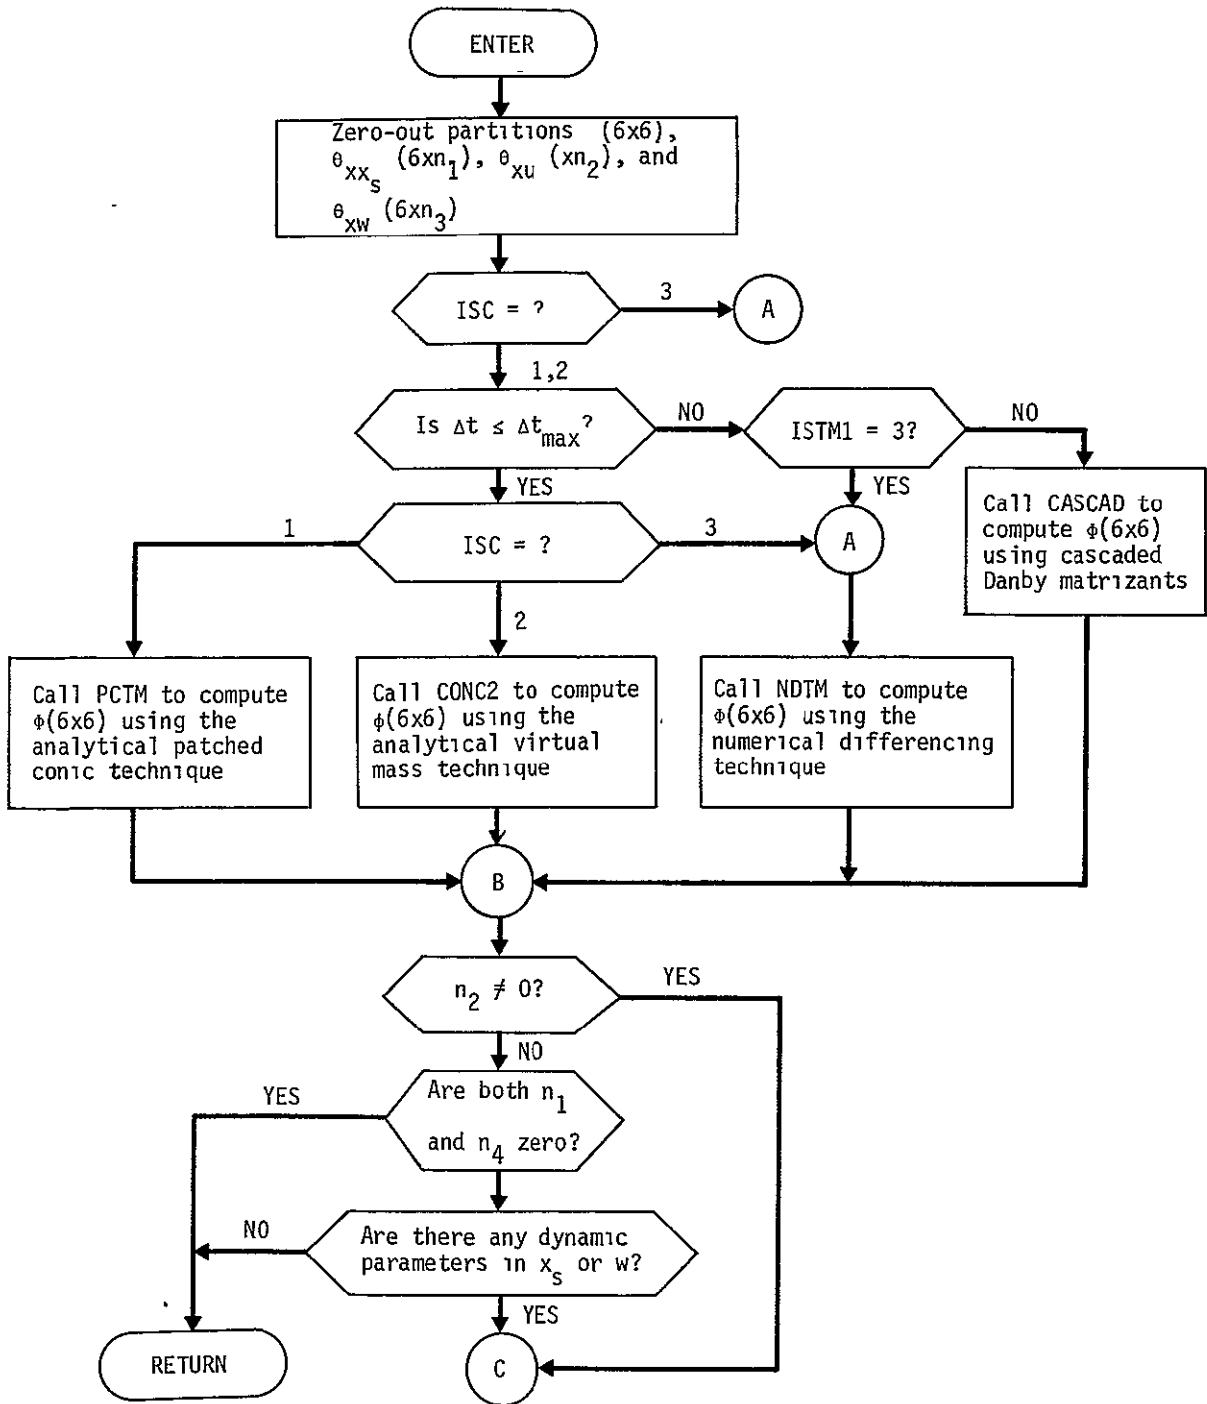 ENTER
Zero-out partitions (6x6),
θxxs (6xn1), θxu (xn2), and
θxw (6xn3)
ISC = ?
3
A
1,2
Is Δt ≤ Δtmax?
NO
ISTM1 = 3?
NO
YES
YES
Call CASCAD to
compute ϕ(6x6)
using cascaded
Danby matrizants
1
ISC = ?
3
A
2
Call PCTM to compute
ϕ(6x6) using the
analytical patched
conic technique
Call CONC2 to compute
ϕ(6x6) using the
analytical virtual
mass technique
Call NDTM to compute
ϕ(6x6) using the
numerical differencing
technique
B
n2 ≠ 0?
YES
NO
YES
Are both n1
and n4 zero?
NO
Are there any dynamic
parameters in xs or w?
YES
RETURN
C